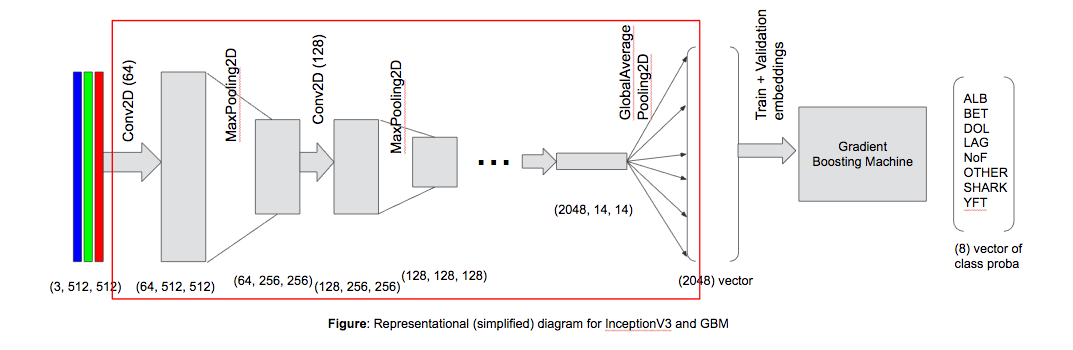 Conv2D (64)
MaxPooling2D
Conv2D (128)
MaxPooling2D
...
GlobalAverage
Pooling2D
Train + Validation
embeddings
Gradient
Boosting Machine
ALB
BET
DOL
LAG
NoF
OTHER
SHARK
YFT
(3, 512, 512)
(64, 512, 512)
(64, 256, 256)
(128, 256, 256)
(128, 128, 128)
(2048, 14, 14)
(2048) vector
(8) vector of
class proba
Figure: Representational (simplified) diagram for InceptionV3 and GBM